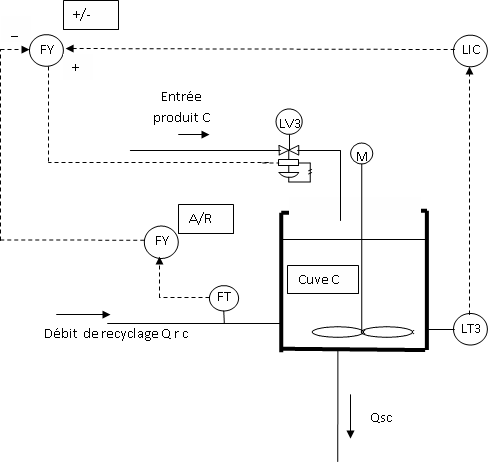 +/-
–
FY
LIC
+
Entrée
produit C
LV3
M
A/R
FY
Cuve C
FT
Débit de recyclage Q r c
LT3
Qsc